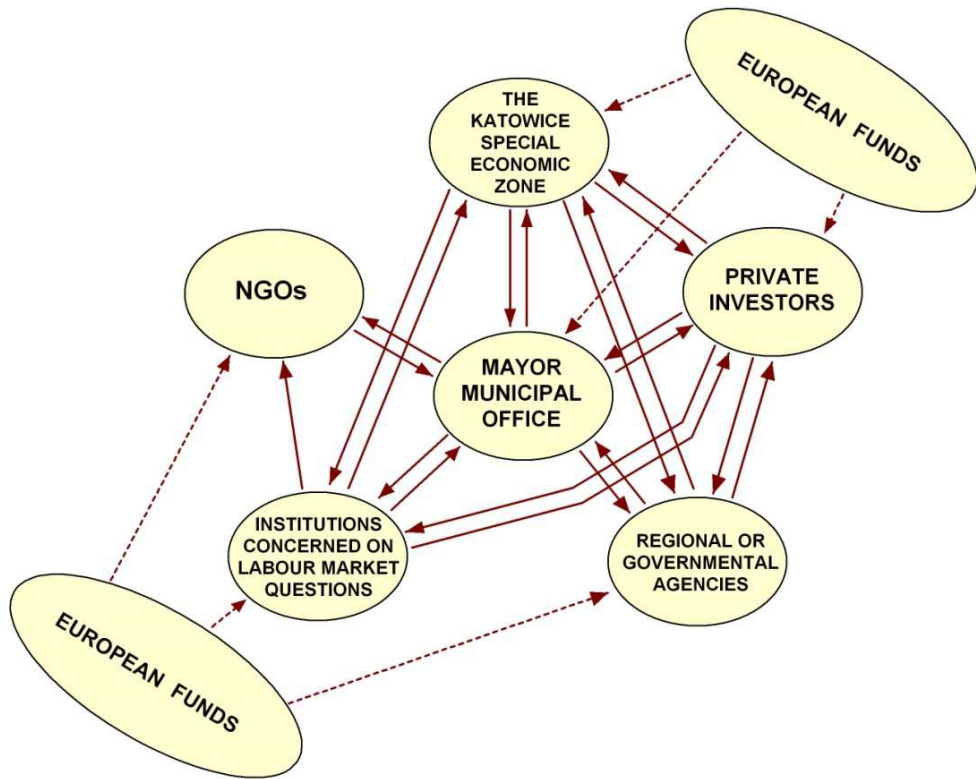 THE
KATOWICE
SPECIAL
ECONOMIC
ZONE
EUROPEAN FUNDS
NGOs
PRIVATE
INVESTORS
MAYOR
MUNICIPAL
OFFICE
INSTITUTIONS
CONCERNED ON
LABOUR MARKET
QUESTIONS
REGIONAL OR
GOVERNMENTAL
AGENCIES
EUROPEAN FUNDS